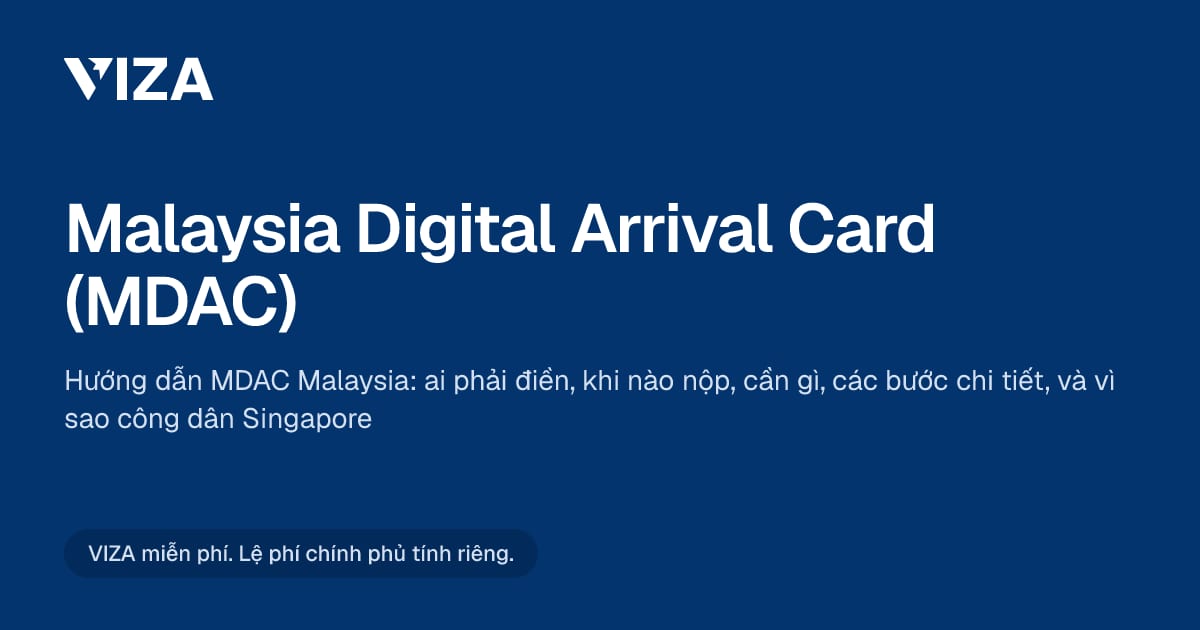 VIZA
Malaysia Digital Arrival Card
(MDAC)
Hướng dẫn MDAC Malaysia: ai phải điền, khi nào nộp, cần gì, các bước chi tiết, và vì
sao công dân Singapore
VIZA miễn phí. Lệ phí chính phủ tính riêng.